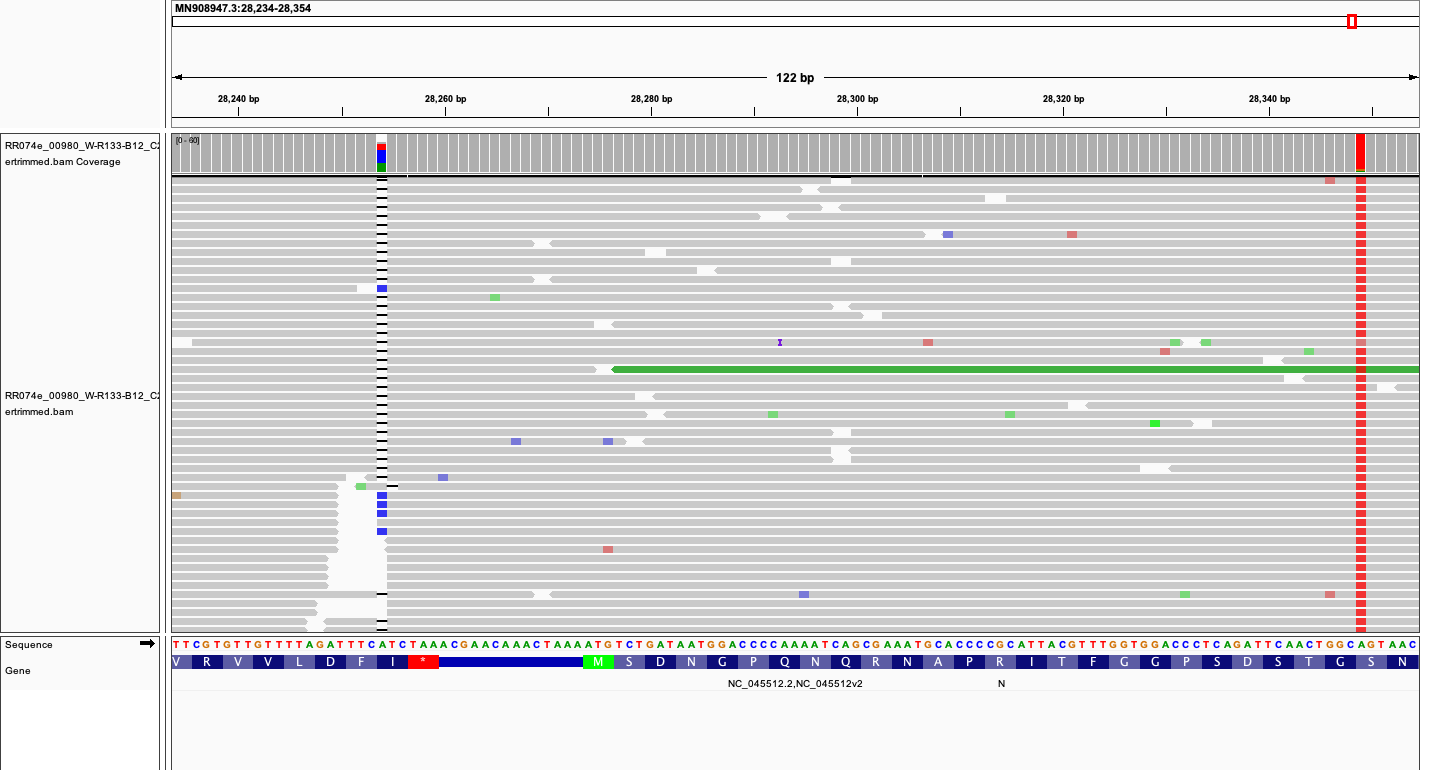 MN908947.3:28,234-28,354
122 bp
28,240 bp 28,260 bp 28,280 bp 28,300 bp 28,320 bp 28,340 bp
RR074e_00980_W-R133-B12_C
ertrimmed.bam Coverage
[0 - 60]
RR074e_00980_W-R133-B12_C
ertrimmed.bam
Sequence
TTCGTGTTGTTTTAGATTTCATCTAAACGAACAAACTAAAATGTCTGATAATGGACCCCAAAATCAGCGAAATGCACCCCGCATTACGTTTGGTGGACCCTCAGATTCAACTGGCAGTAAC
Gene
V R V V L D F I * M S D N G P Q N Q R N A P R I T F G G P S D S T G S N
NC_045512.2,NC_045512v2 N